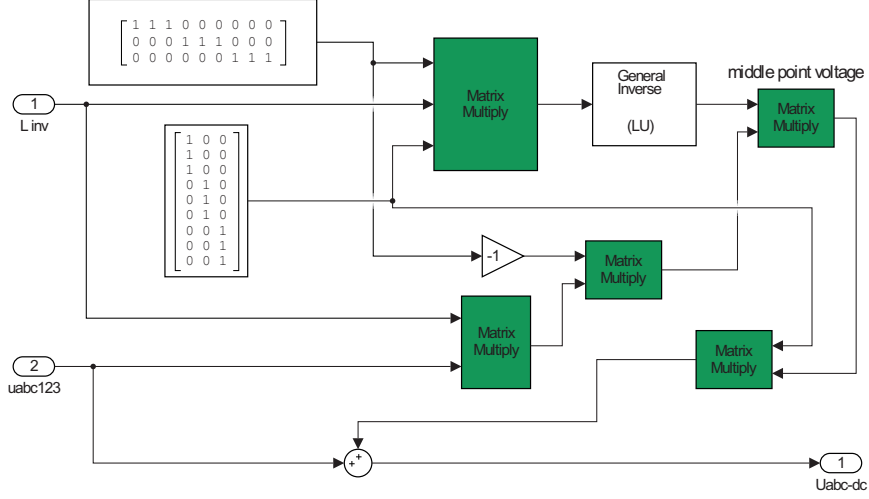 1 1 1 0 0 0 0 0 0
0 0 0 1 1 1 0 0 0
0 0 0 0 0 0 1 1 1
Matrix
Multiply
General
Inverse
(LU)
middle point voltage
Matrix
Multiply
1
L inv
1 0 0
1 0 0
1 0 0
0 1 0
0 1 0
0 1 0
0 0 1
0 0 1
0 0 1
-1
Matrix
Multiply
Matrix
Multiply
Matrix
Multiply
2
uabc123
+
+
1
Uabc-dc